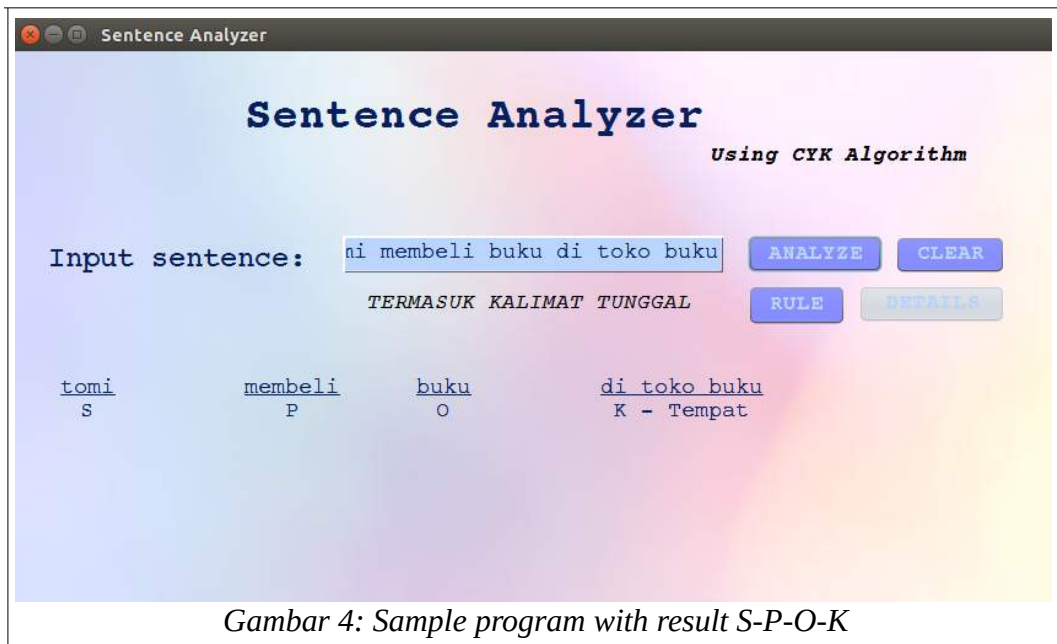 Sentence Analyzer
Sentence Analyzer
Using CYK Algorithm
Input sentence: ni membeli buku di toko buku ANALYZE CLEAR
TERMASUK KALIMAT TUNGGAL RULE DETAILS
tomi membeli buku di toko buku
S P O K - Tempat
Gambar 4: Sample program with result S-P-O-K